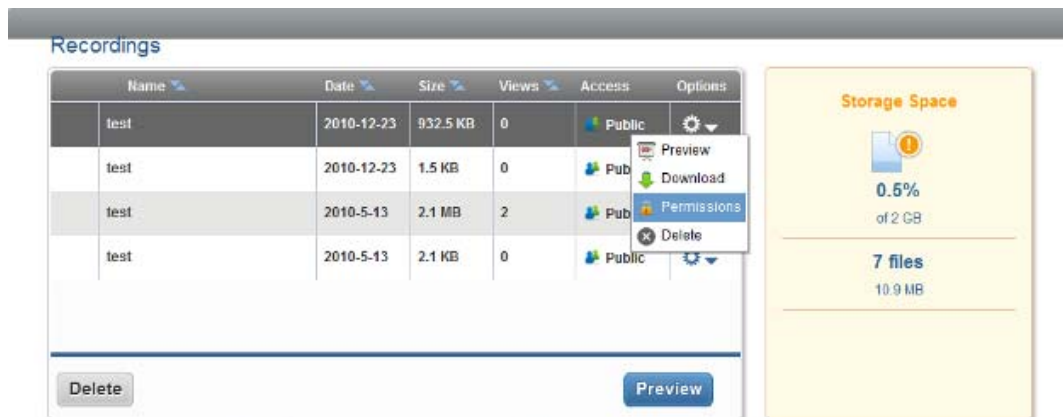 Recordings
Name Date Size Views Access Options
test 2010-12-23 932.5 KB 0 Public
test 2010-12-23 1.5 KB 0 Pub
test 2010-5-13 2.1 MB 2 Pub
test 2010-5-13 2.1 KB 0 Public
Preview
Download
Permissions
Delete
Delete
Preview
Storage Space
0.5%
of 2 GB
7 files
10.9 MB